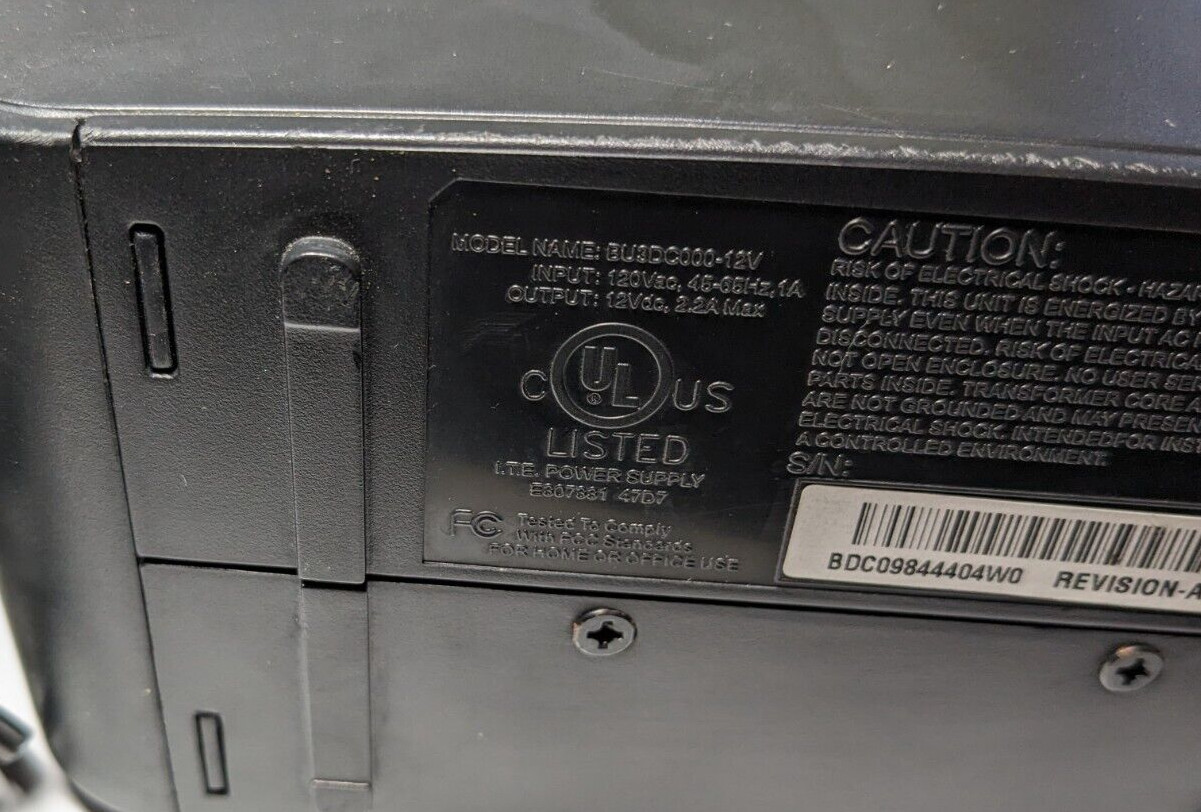 MODEL NAME: BU3DC000-12V
INPUT: 120Vac, 45-65Hz, 1A
OUTPUT: 12Vdc, 2.2A Max
C UL ® US
LISTED
I.T.E. POWER SUPPLY
E307381 47D7
FC Tested To Comply
With FCC Standards
FOR HOME OR OFFICE USE
CAUTION:
RISK OF ELECTRICAL SHOCK - HAZA
INSIDE. THIS UNIT IS ENERGIZED BY
SUPPLY EVEN WHEN THE INPUT ACT
DISCONNECTED. RISK OF ELECTRICA
NOT OPEN ENCLOSURE. NO USER SE
PARTS INSIDE. TRANSFORMER CORE A
ARE NOT GROUNDED AND MAY PRESEN
ELECTRICAL SHOCK. INTENDEDFOR INS
A CONTROLLED ENVIRONMENT.
S/N:
BDC09844404W0 REVISION-A